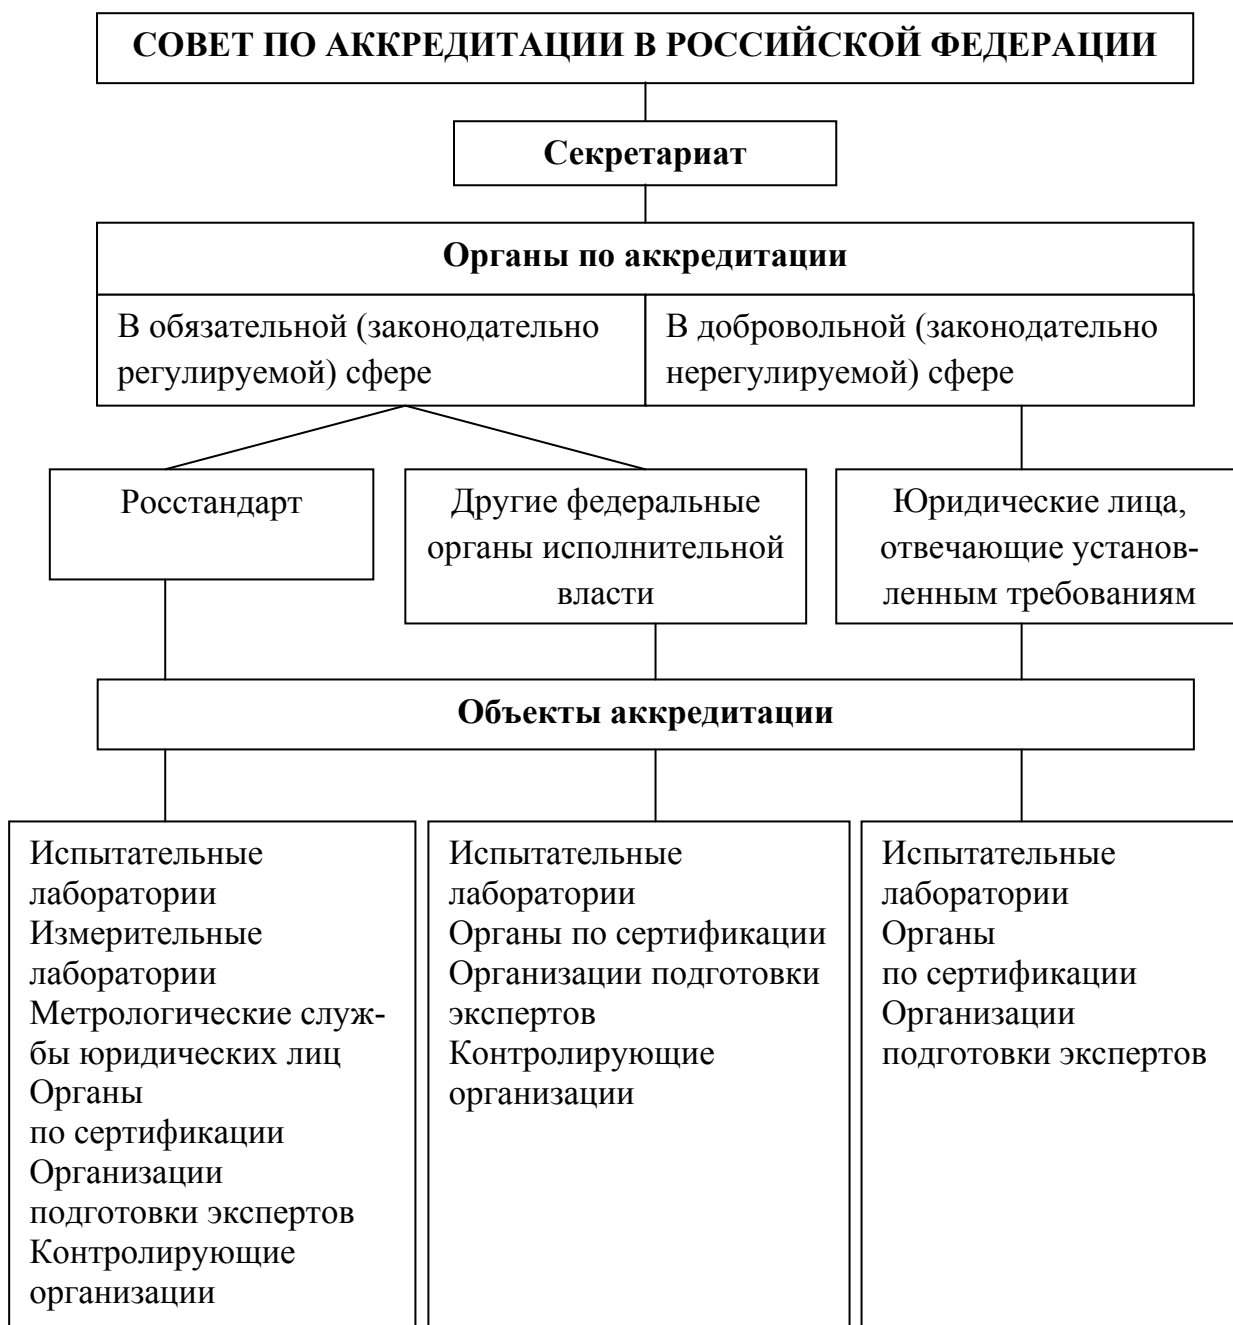 СОВЕТ ПО АККРЕДИТАЦИИ В РОССИЙСКОЙ ФЕДЕРАЦИИ
Секретариат
Органы по аккредитации
В обязательной (законодательно
регулируемой) сфере
В добровольной (законодательно
нерегулируемой) сфере
Росстандарт
Другие федеральные
органы исполнительной
власти
Юридические лица,
отвечающие установ-
ленным требованиям
Объекты аккредитации
Испытательные
лаборатории
Измерительные
лаборатории
Метрологические служ-
бы юридических лиц
Органы
по сертификации
Организации
подготовки экспертов
Контролирующие
организации
Испытательные
лаборатории
Органы по сертификации
Организации подготовки
экспертов
Контролирующие
организации
Испытательные
лаборатории
Органы
по сертификации
Организации
подготовки экспертов